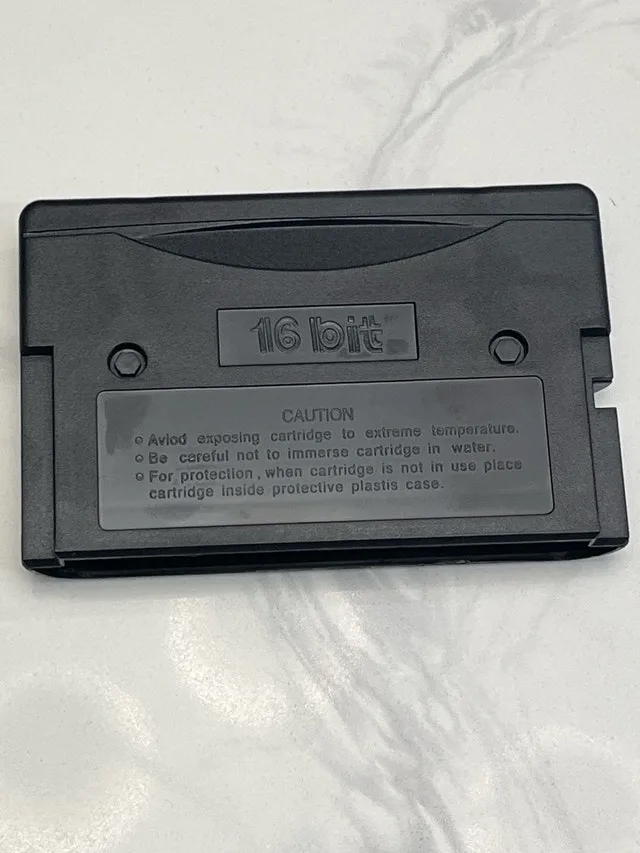 16 bit
CAUTION
Aviod exposing cartridge to extreme temperature.
Be careful not to immerse cartridge in water.
For protection, when cartridge is not in use place
cartridge inside protective plastis case.